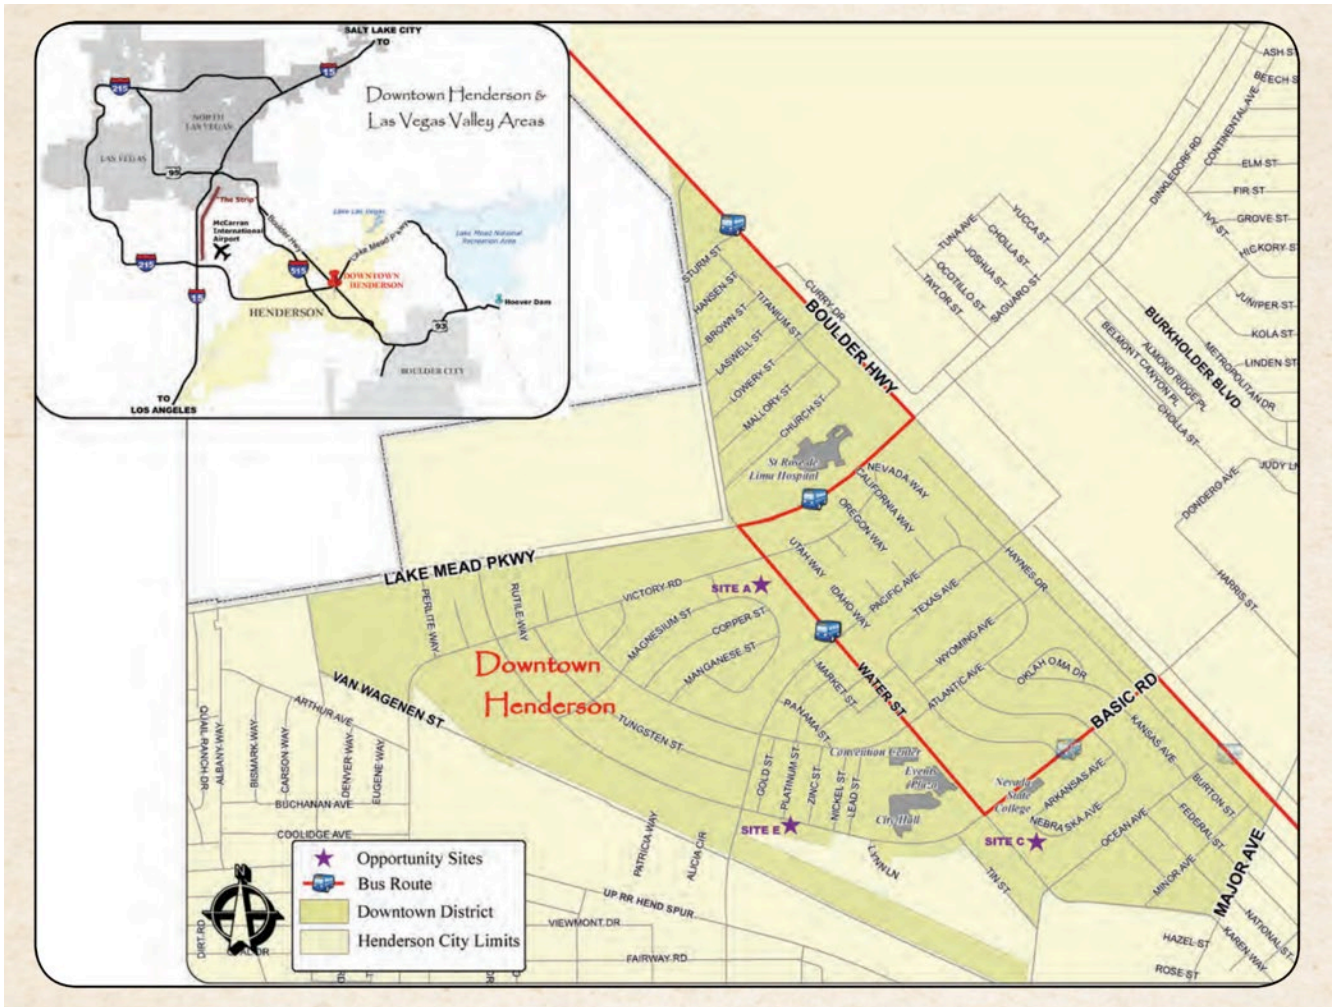 SALT LAKE CITY
TO
15
215
Downtown Henderson &
Las Vegas Valley Areas
NORTH
LAS VEGAS
LAS VEGAS
95
The Strip
McCarran
International
Airport
Boulder Hwy
Lake Las Vegas
Lake Mead Pkwy
Lake Mead National
Recreation Area
215
515
DOWNTOWN
HENDERSON
15
HENDERSON
Hoover Dam
93
BOULDER CITY
TO
LOS ANGELES
ASH ST
BEECH S
CONTINENTAL AVE
DINKLEDORF RD
ELM ST
FIR ST
IVY ST
GROVE ST
HICKORY S
YUCCA ST
TUNA AVE
CHOLLA ST
JOSHUA ST
OCOTILLO ST
TAYLOR ST
SAGUARO ST
JUNIPER ST
KOLA ST
LINDEN ST
METROPOLITAN DR
BURKHOLDER BLVD
ALMOND RIDGE PL
BELMONT CANYON PL
CHOLLA ST
JUDY LN
DONDERO AVE
HARRIS ST
STURM ST
HANSEN ST
BROWN ST
TITANIUM ST
LASWELL ST
LOWERY ST
MALLORY ST
CHURCH ST
CURRY DR
BOULDER HWY
St Rose de
Lima Hospital
NEVADA WAY
CALIFORNIA WAY
OREGON WAY
UTAH WAY
IDAHO WAY
PACIFIC AVE
TEXAS AVE
HAYNES DR
WYOMING AVE
ATLANTIC AVE
OKLAHOMA DR
LAKE MEAD PKWY
PERLITE WAY
RUTILE WAY
VICTORY RD
SITE A
MAGNESIUM ST
COPPER ST
MANGANESE ST
Downtown
Henderson
VAN WAGENEN ST
TUNGSTEN ST
MARKET ST
WATER ST
PANAMA ST
BASIC RD
KANSAS AVE
Convention Center
Events
Plaza
City Hall
Nevada
State
College
ARKANSAS AVE
NEBRASKA AVE
OCEAN AVE
BURTON ST
FEDERAL ST
MINOR AVE
MAJOR AVE
NATIONAL ST
KAREN WAY
HAZEL ST
ROSE ST
GOLD ST
PLATINUM ST
ZINC ST
NICKEL ST
LEAD ST
SITE E
SITE C
LYNN LN
TIN ST
QUAIL RANCH DR
ALBANY WAY
BISMARK WAY
CARSON WAY
ARTHUR AVE
DENVER WAY
EUGENE WAY
BUCHANAN AVE
COOLIDGE AVE
PATRICIA WAY
ALICIA CIR
UP RR HEND SPUR
VIEWMONT DR
FAIRWAY RD
DIRT RD
N
Opportunity Sites
Bus Route
Downtown District
Henderson City Limits